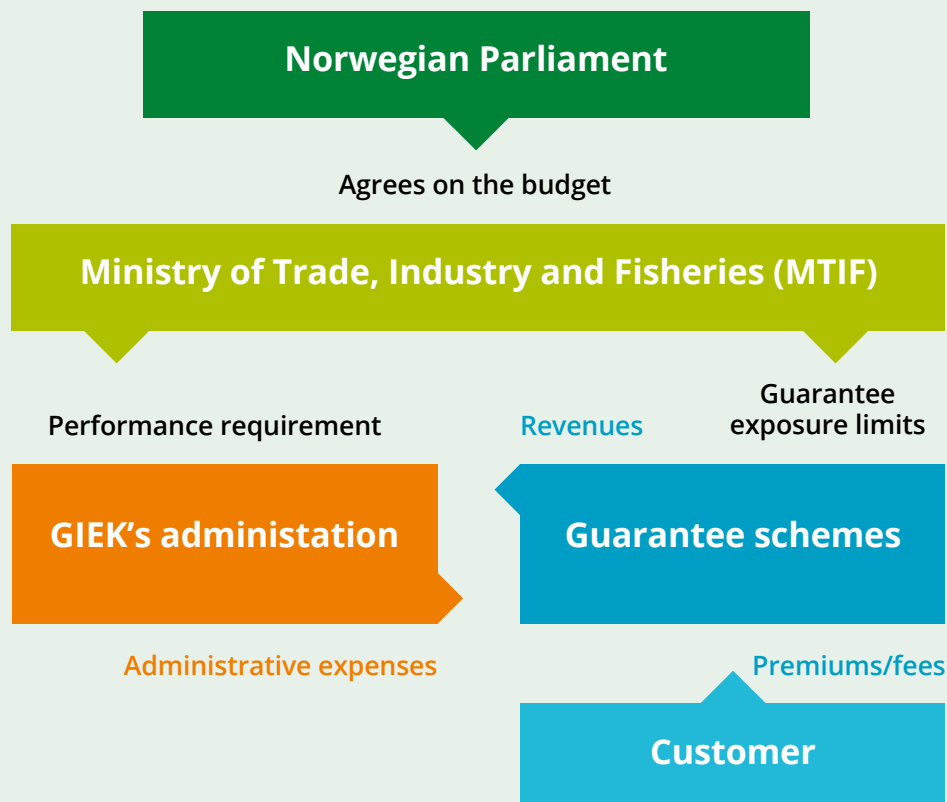 Norwegian Parliament
Agrees on the budget
Ministry of Trade, Industry and Fisheries (MTIF)
Performance requirement
Revenues
Guarantee
exposure limits
GIEK’s administation
Guarantee schemes
Administrative expenses
Premiums/fees
Customer